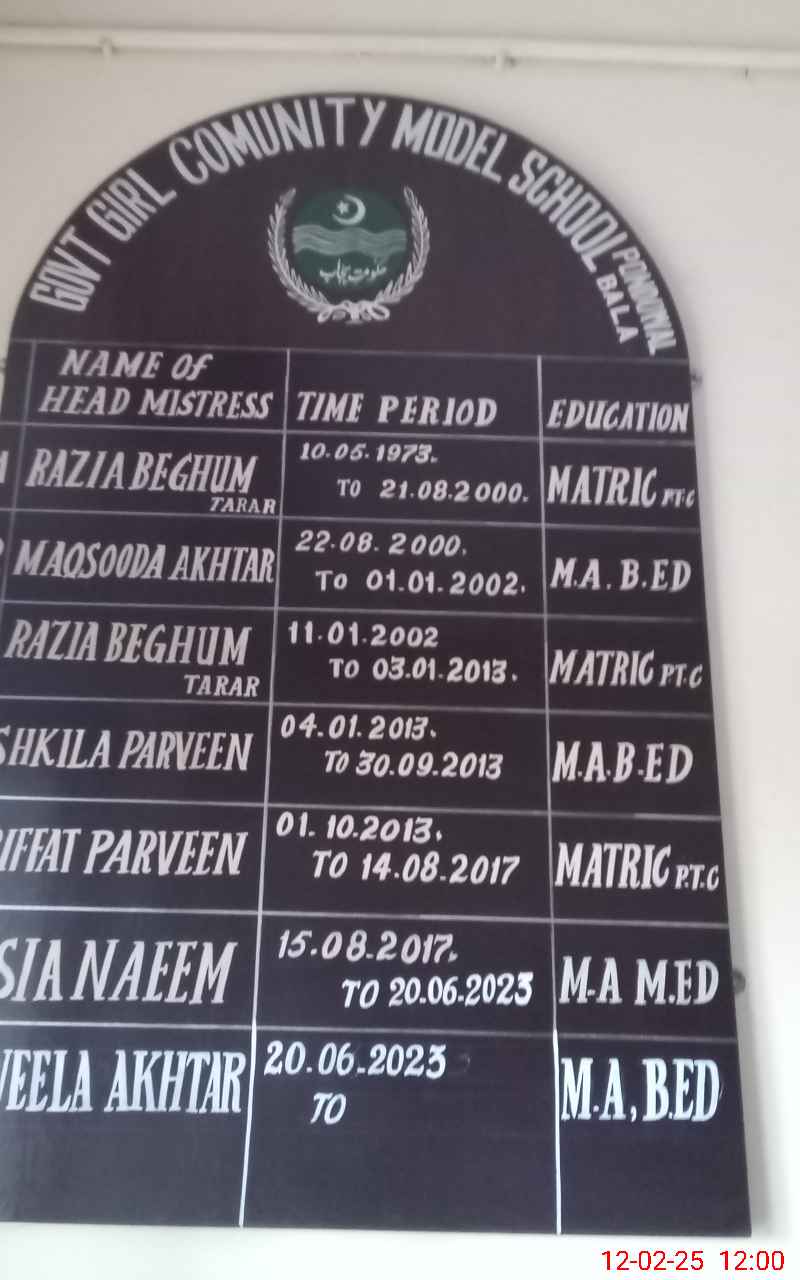 GOVT GIRL COMUNITY MODEL SCHOOL PONDOWAL BALA
حکومت پنجاب
NAME OF HEAD MISTRESS TIME PERIOD EDUCATION
RAZIA BEGHUM TARAR 10.05.1973. TO 21.08.2000. MATRIC PT.C
MAQSOODA AKHTAR 22.08.2000. TO 01.01.2002. M.A. B.ED
RAZIA BEGHUM TARAR 11.01.2002 TO 03.01.2013. MATRIC PT.C
SHKILA PARVEEN 04.01.2013. TO 30.09.2013 M.A.B-ED
IFFAT PARVEEN 01.10.2013. TO 14.08.2017 MATRIC P.T.C
SIA NAEEM 15.08.2017. TO 20.06.2023 M-A M.ED
EELA AKHTAR 20.06.2023 TO M.A, B.ED
12-02-25 12:00